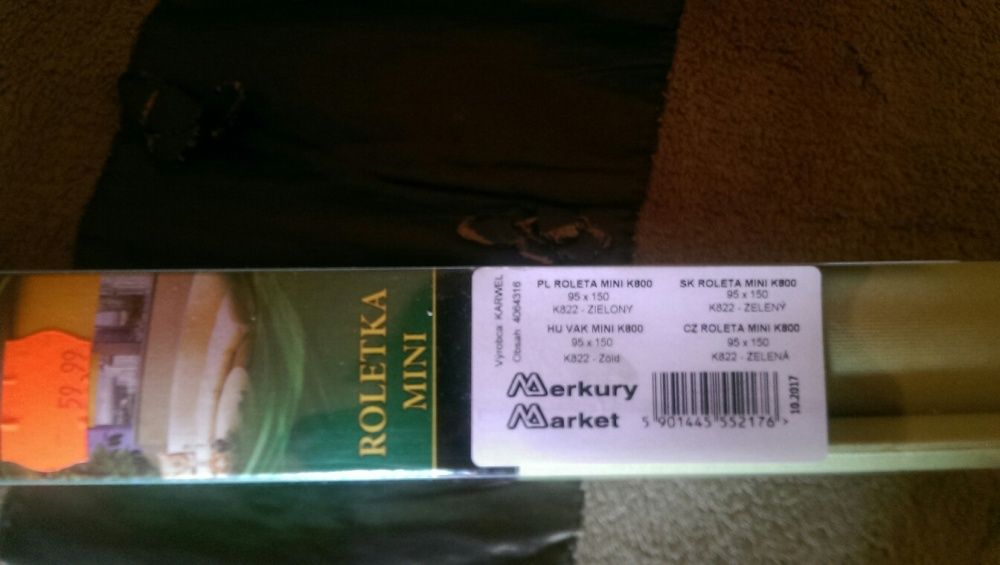 59,99
ROLETKA
MINI
Výrobca KARWEL
Obsah 4064316
PL ROLETA MINI K800
95 x 150
K822 - ZIELONY
SK ROLETA MINI K800
95 x 150
K822 - ZELENÝ
HU VAK MINI K800
95 x 150
K822 - Zöld
CZ ROLETA MINI K800
95 x 150
K822 - ZELENÁ
Merkury
Market
5 901445 552176 >
10.2017